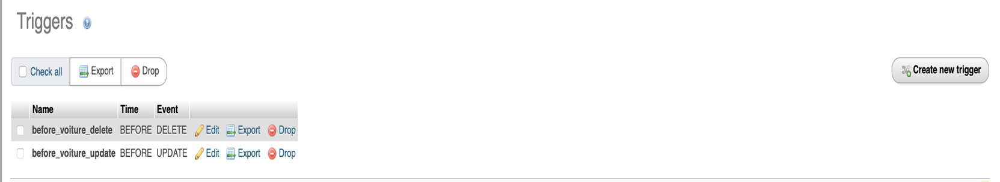 Triggers
Check all Export Drop Create new trigger
Name Time Event
before_voiture_delete BEFORE DELETE Edit Export Drop
before_voiture_update BEFORE UPDATE Edit Export Drop